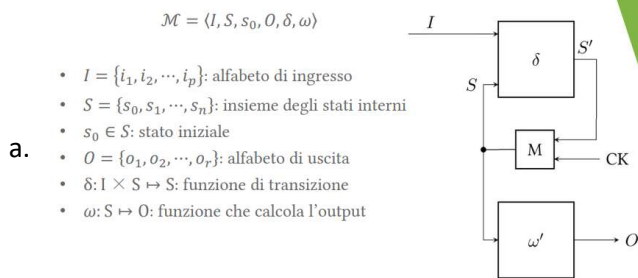 ℳ = ⟨I, S, s₀, O, δ, ω⟩
• I = {i₁, i₂, ⋯, iₚ}: alfabeto di ingresso
• S = {s₀, s₁, ⋯, sₙ}: insieme degli stati interni
• s₀ ∈ S: stato iniziale
a.
• O = {o₁, o₂, ⋯, oᵣ}: alfabeto di uscita
• δ: I × S ↦ S: funzione di transizione
• ω: S ↦ O: funzione che calcola l'output
I
δ
S′
S
M
CK
ω′
O